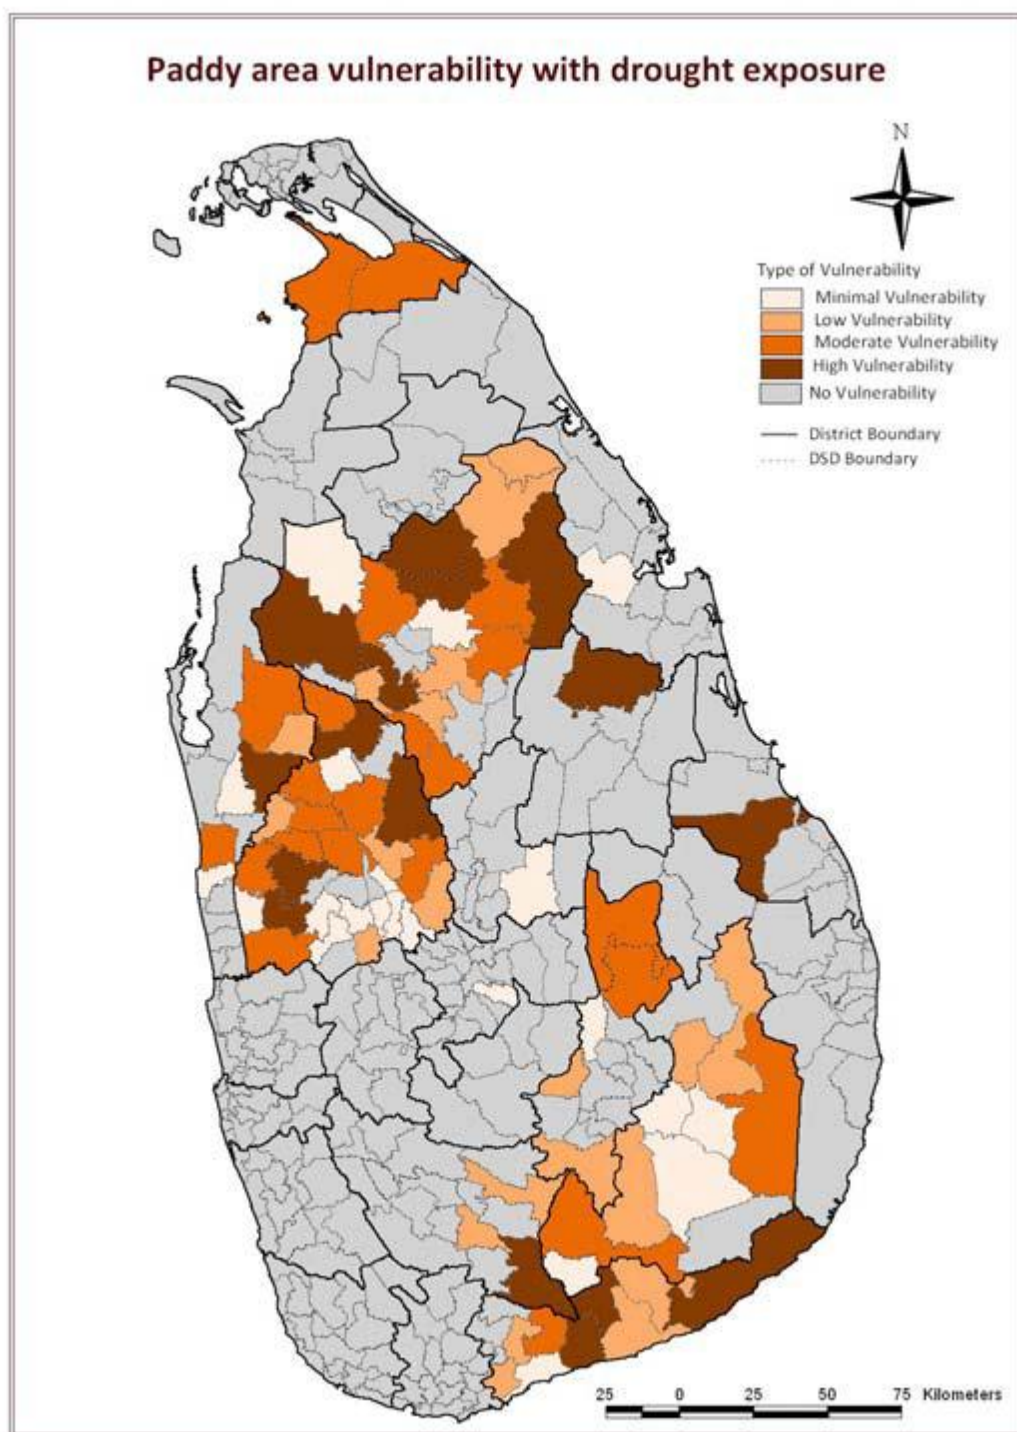 Paddy area vulnerability with drought exposure
N
Type of Vulnerability
Minimal Vulnerability
Low Vulnerability
Moderate Vulnerability
High Vulnerability
No Vulnerability
District Boundary
DSD Boundary
25 0 25 50 75 Kilometers